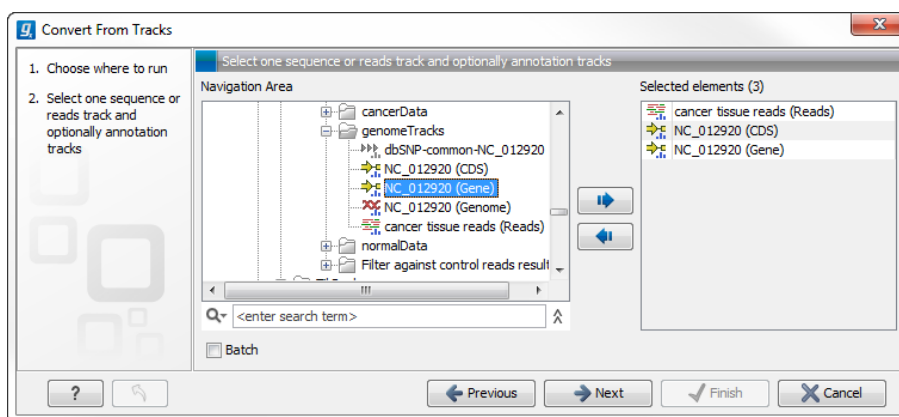 Convert From Tracks
1. Choose where to run
2. Select one sequence or
reads track and
optionally annotation
tracks
Select one sequence or reads track and optionally annotation tracks
Navigation Area
cancerData
genomeTracks
dbSNP-common-NC_012920
NC_012920 (CDS)
NC_012920 (Gene)
NC_012920 (Genome)
cancer tissue reads (Reads)
normalData
Filter against control reads result
<enter search term>
Batch
Selected elements (3)
cancer tissue reads (Reads)
NC_012920 (CDS)
NC_012920 (Gene)
?
Previous
Next
Finish
Cancel